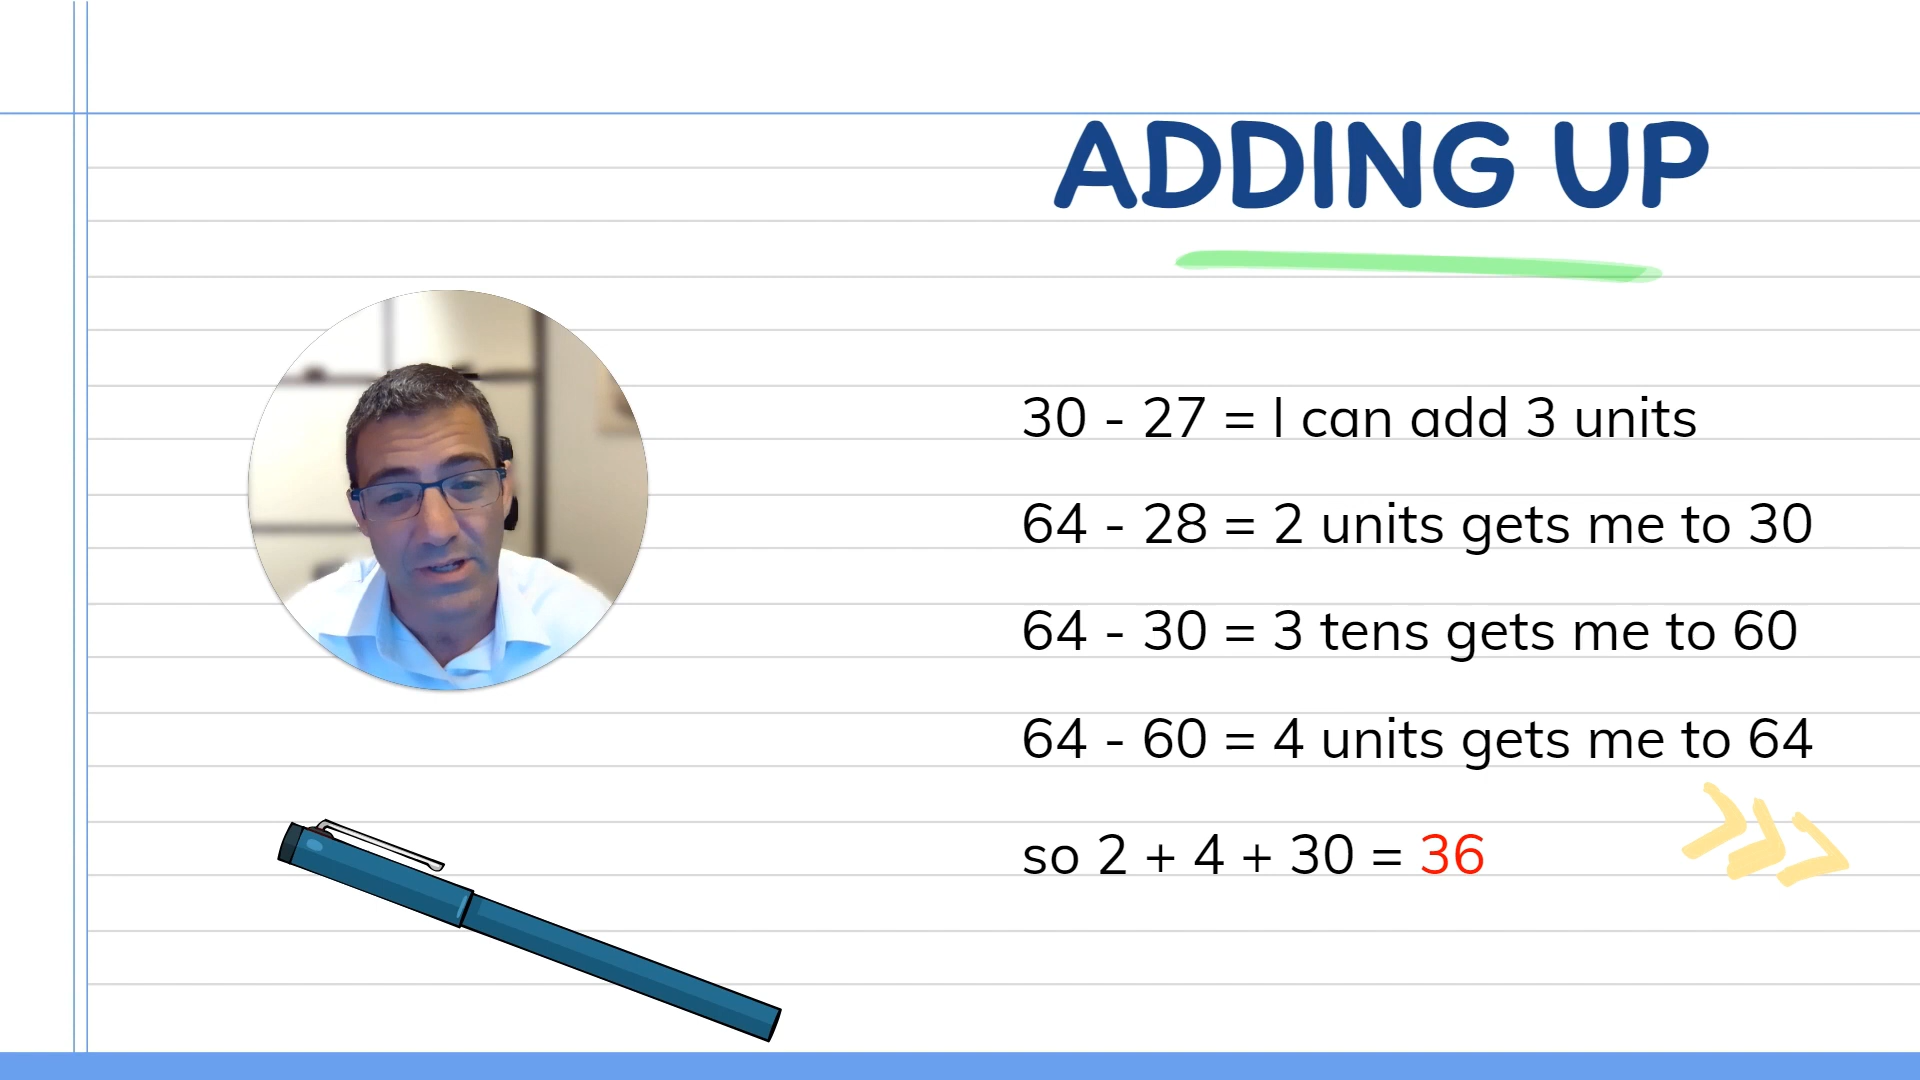 ADDING UP
30 - 27 = I can add 3 units
64 - 28 = 2 units gets me to 30
64 - 30 = 3 tens gets me to 60
64 - 60 = 4 units gets me to 64
so 2 + 4 + 30 = 36